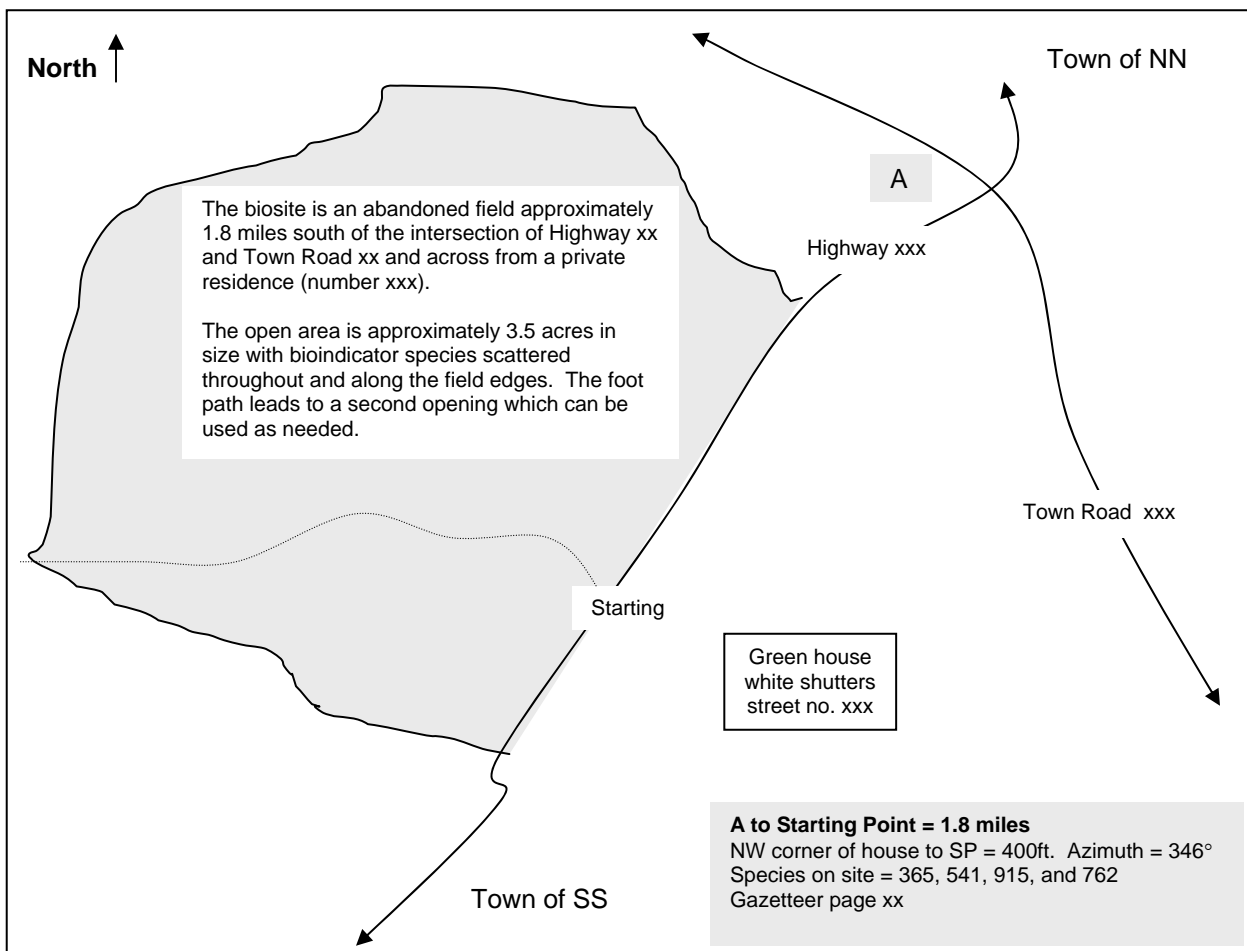 North
Town of NN
A
The biosite is an abandoned field approximately
1.8 miles south of the intersection of Highway xx
and Town Road xx and across from a private
residence (number xxx).
The open area is approximately 3.5 acres in
size with bioindicator species scattered
throughout and along the field edges.  The foot
path leads to a second opening which can be
used as needed.
Highway xxx
Town Road  xxx
Starting
Green house
white shutters
street no. xxx
A to Starting Point = 1.8 miles
NW corner of house to SP = 400ft.  Azimuth = 346°
Species on site = 365, 541, 915, and 762
Gazetteer page xx
Town of SS